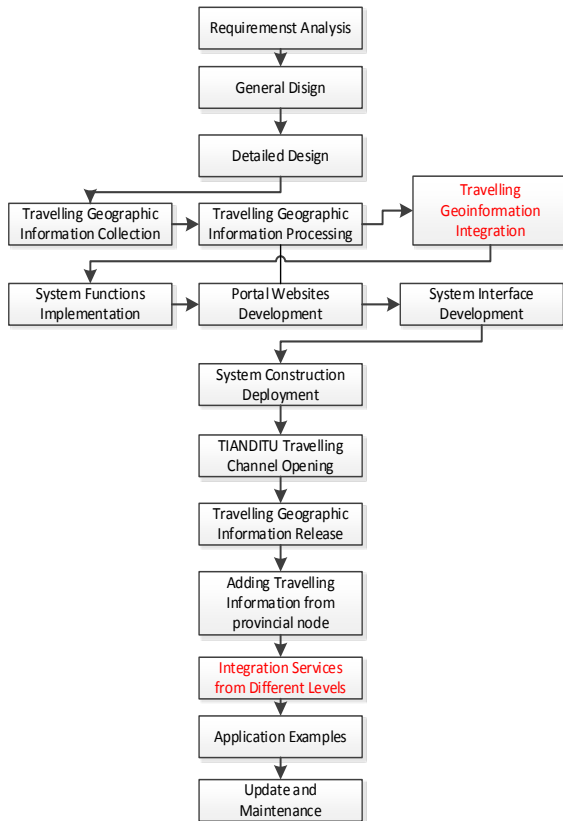 Requiremenst Analysis
General Disign
Detailed Design
Travelling Geographic
Information Collection
Travelling Geographic
Information Processing
Travelling
Geoinformation
Integration
System Functions
Implementation
Portal Websites
Development
System Interface
Development
System Construction
Deployment
TIANDITU Travelling
Channel Opening
Travelling Geographic
Information Release
Adding Travelling
Information from
provincial node
Integration Services
from Different Levels
Application Examples
Update and
Maintenance